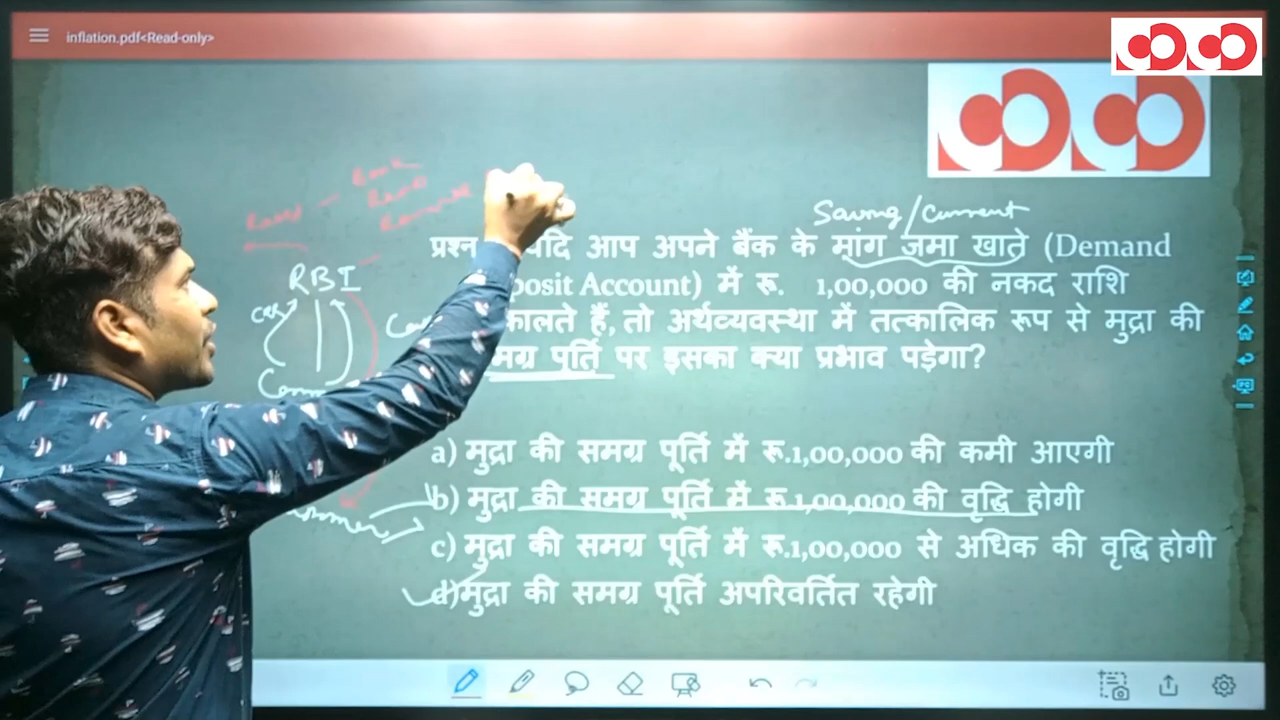 inflation.pdf<Read-only>
Saving/Current
प्रश्न यदि आप अपने बैंक के मांग जमा खाते (Demand
posit Account) में रू. 1,00,000 की नकद राशि
कालते हैं, तो अर्थव्यवस्था में तत्कालिक रूप से मुद्रा की
मग्र पूर्ति पर इसका क्या प्रभाव पड़ेगा?
RBI
a) मुद्रा की समग्र पूर्ति में रू.1,00,000 की कमी आएगी
b) मुद्रा की समग्र पूर्ति में रू.1,00,000 की वृद्धि होगी
c) मुद्रा की समग्र पूर्ति में रू.1,00,000 से अधिक की वृद्धि होगी
d) मुद्रा की समग्र पूर्ति अपरिवर्तित रहेगी